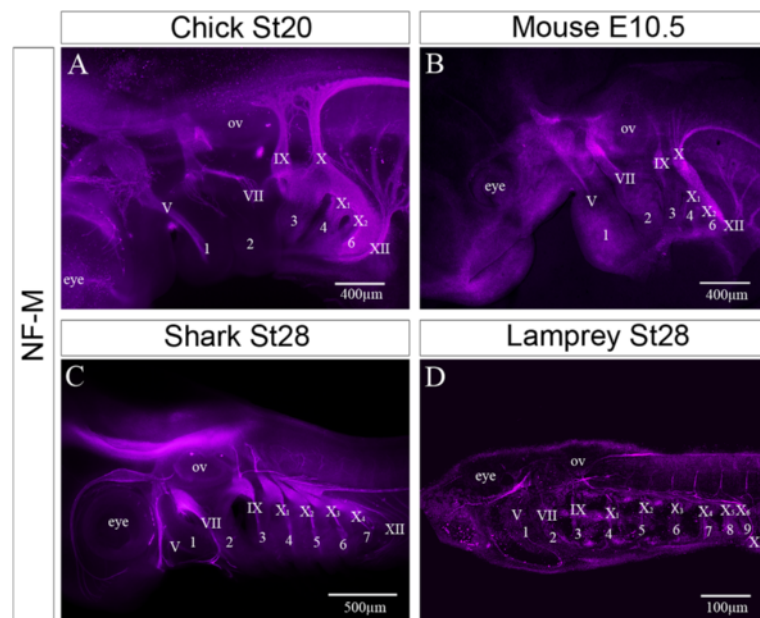 Chick St20
Mouse E10.5
NF-M
A
ov
IX
X
V
VII
X₁
3
4
X₂
1
2
6
XII
eye
400μm
B
ov
eye
IX
X
VII
V
X₁
2
3
4
X₂
6
XII
1
400μm
Shark St28
Lamprey St28
C
ov
eye
VII
IX
X₁
X₂
X₃
X₄
XII
V
1
2
3
4
5
6
7
500μm
D
eye
ov
V
VII
IX
X₁
X₂
X₃
X₄
X₅
X₆
1
2
3
4
5
6
7
8
9
100μm